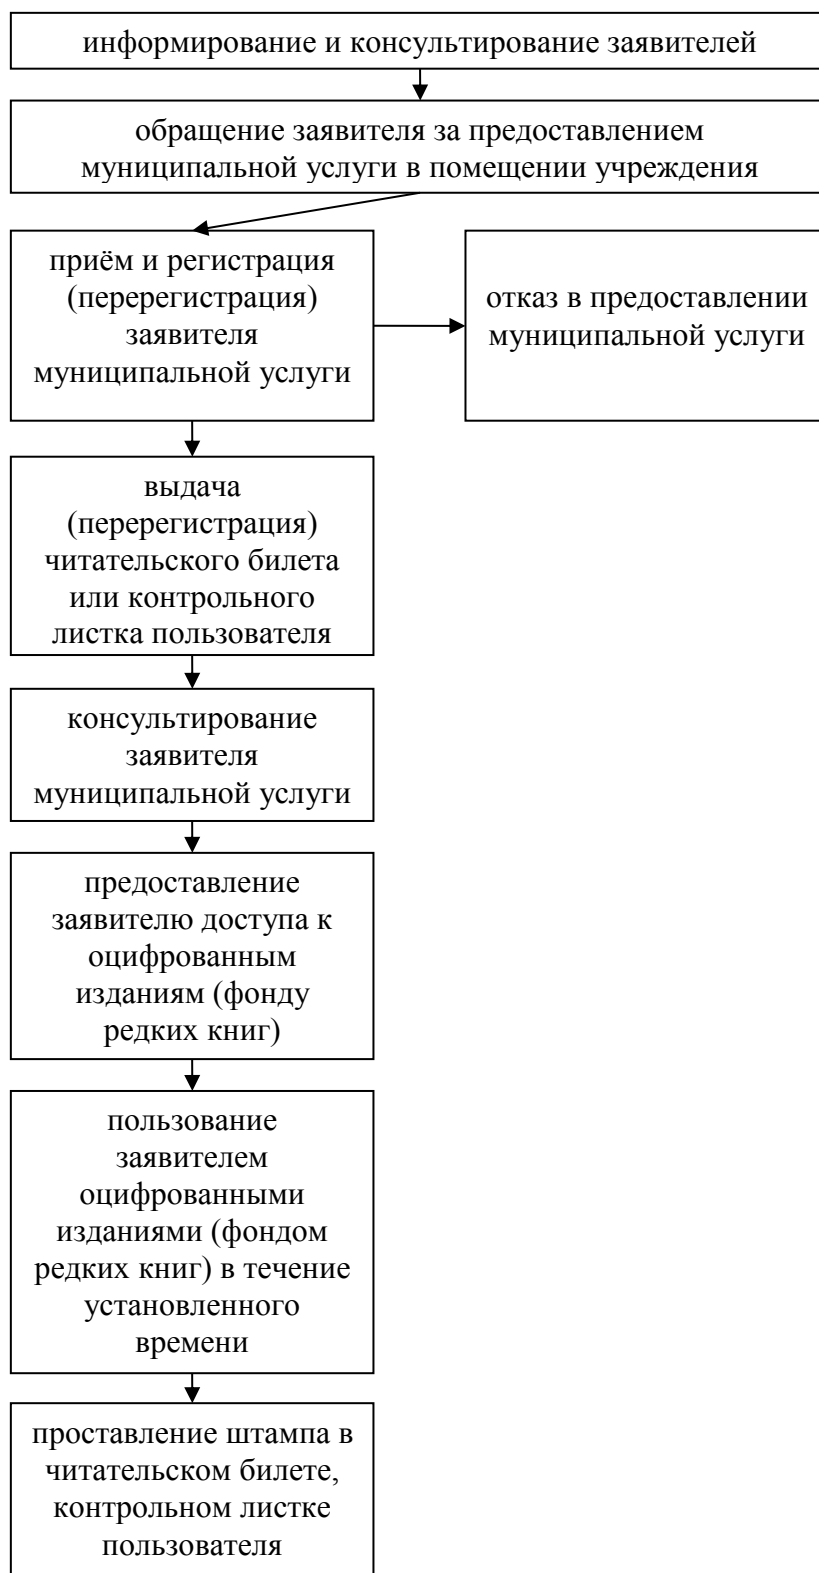 информирование и консультирование заявителей
обращение заявителя за предоставлением
муниципальной услуги в помещении учреждения
приём и регистрация
(перерегистрация)
заявителя
муниципальной услуги
отказ в предоставлении
муниципальной услуги
выдача
(перерегистрация)
читательского билета
или контрольного
листка пользователя
консультирование
заявителя
муниципальной услуги
предоставление
заявителю доступа к
оцифрованным
изданиям (фонду
редких книг)
пользование
заявителем
оцифрованными
изданиями (фондом
редких книг) в течение
установленного
времени
проставление штампа в
читательском билете,
контрольном листке
пользователя